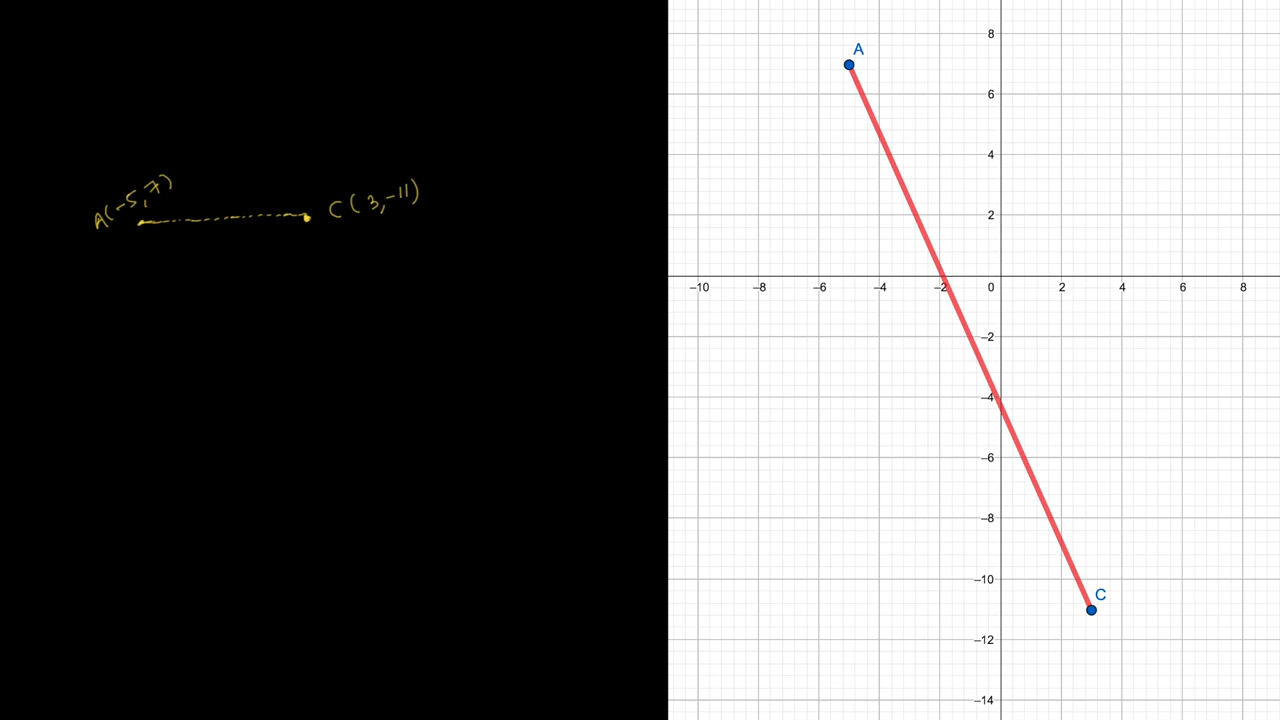 A(-5,7)
C(3,-11)
A
C
8
6
4
2
0
–2
–4
–6
–8
–10
–12
–14
–10 –8 –6 –4 –2 2 4 6 8